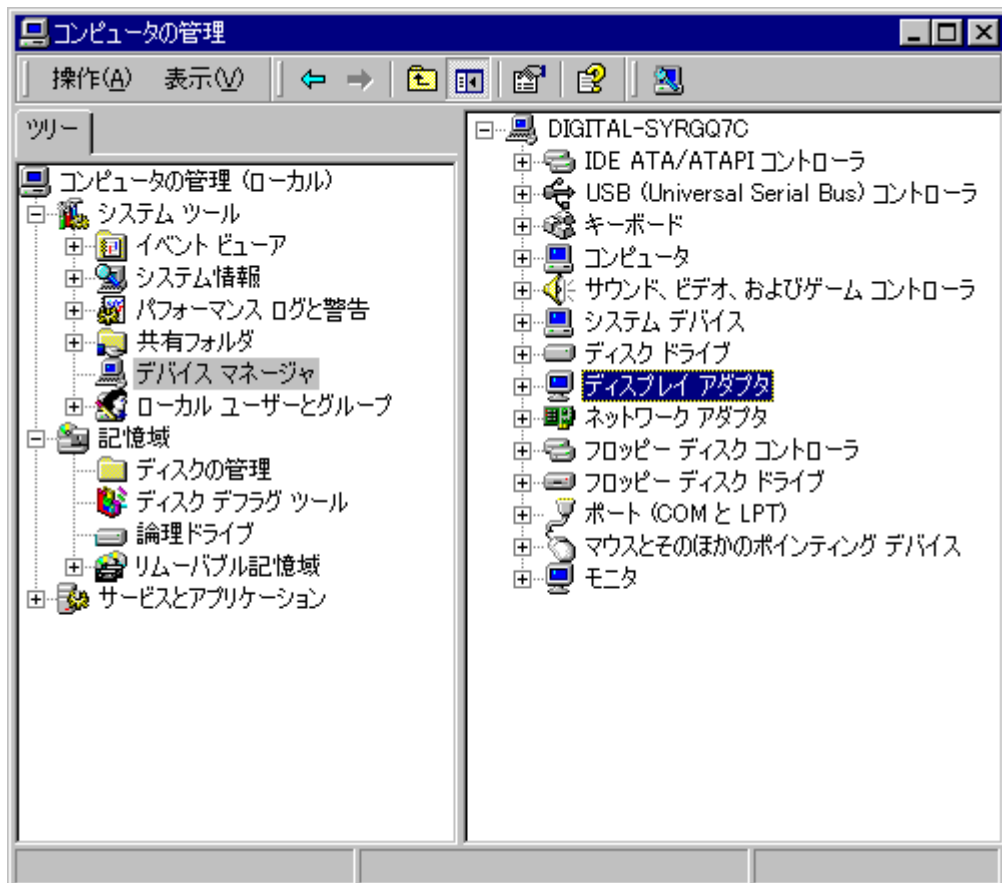 コンピュータの管理
操作(A) 表示(V)
ツリー
コンピュータの管理 (ローカル)
システム ツール
イベント ビューア
システム情報
パフォーマンス ログと警告
共有フォルダ
デバイス マネージャ
ローカル ユーザーとグループ
記憶域
ディスクの管理
ディスク デフラグ ツール
論理ドライブ
リムーバブル記憶域
サービスとアプリケーション
DIGITAL-SYRGQ7C
IDE ATA/ATAPI コントローラ
USB (Universal Serial Bus) コントローラ
キーボード
コンピュータ
サウンド、ビデオ、およびゲーム コントローラ
システム デバイス
ディスク ドライブ
ディスプレイ アダプタ
ネットワーク アダプタ
フロッピー ディスク コントローラ
フロッピー ディスク ドライブ
ポート (COM と LPT)
マウスとそのほかのポインティング デバイス
モニタ